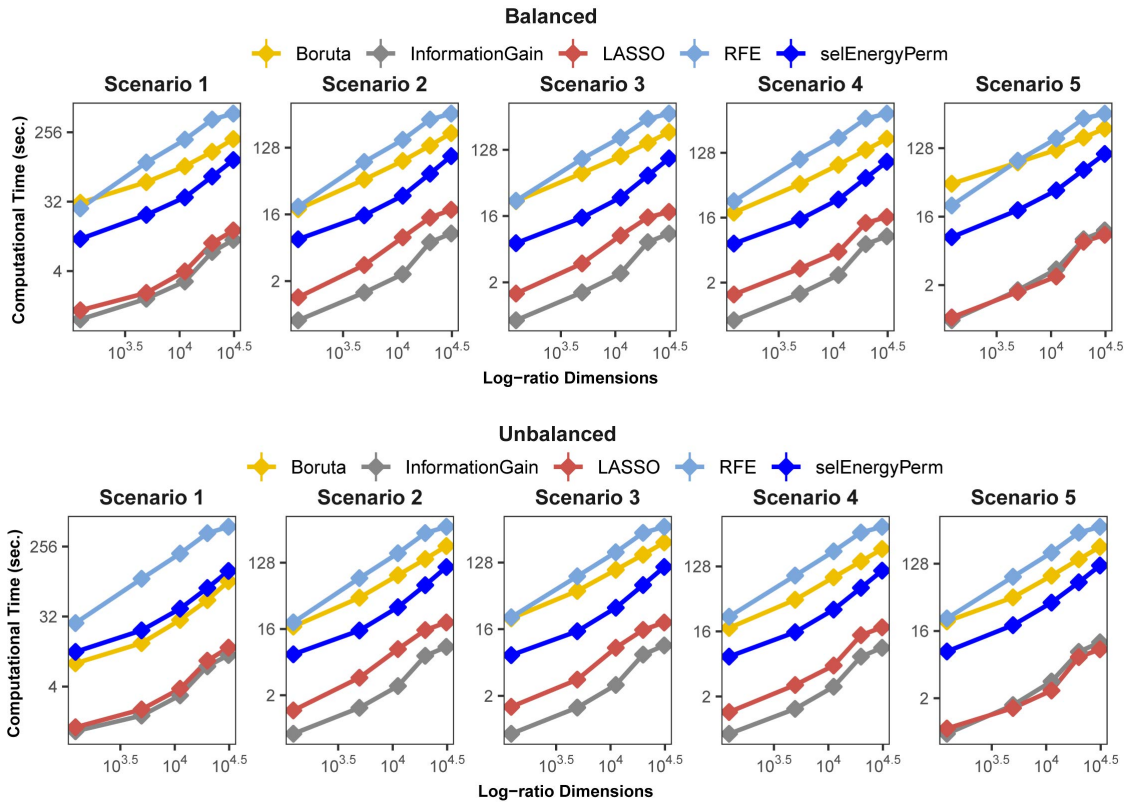 Balanced
Boruta InformationGain LASSO RFE selEnergyPerm
Scenario 1 Scenario 2 Scenario 3 Scenario 4 Scenario 5
Computational Time (sec.)
256 128 128 128 128
32 16 16 16 16
4 2 2 2 2
10^3.5 10^4 10^4.5 10^3.5 10^4 10^4.5 10^3.5 10^4 10^4.5 10^3.5 10^4 10^4.5 10^3.5 10^4 10^4.5
Log−ratio Dimensions
Unbalanced
Boruta InformationGain LASSO RFE selEnergyPerm
Scenario 1 Scenario 2 Scenario 3 Scenario 4 Scenario 5
Computational Time (sec.)
256 128 128 128 128
32 16 16 16 16
4 2 2 2 2
10^3.5 10^4 10^4.5 10^3.5 10^4 10^4.5 10^3.5 10^4 10^4.5 10^3.5 10^4 10^4.5 10^3.5 10^4 10^4.5
Log−ratio Dimensions